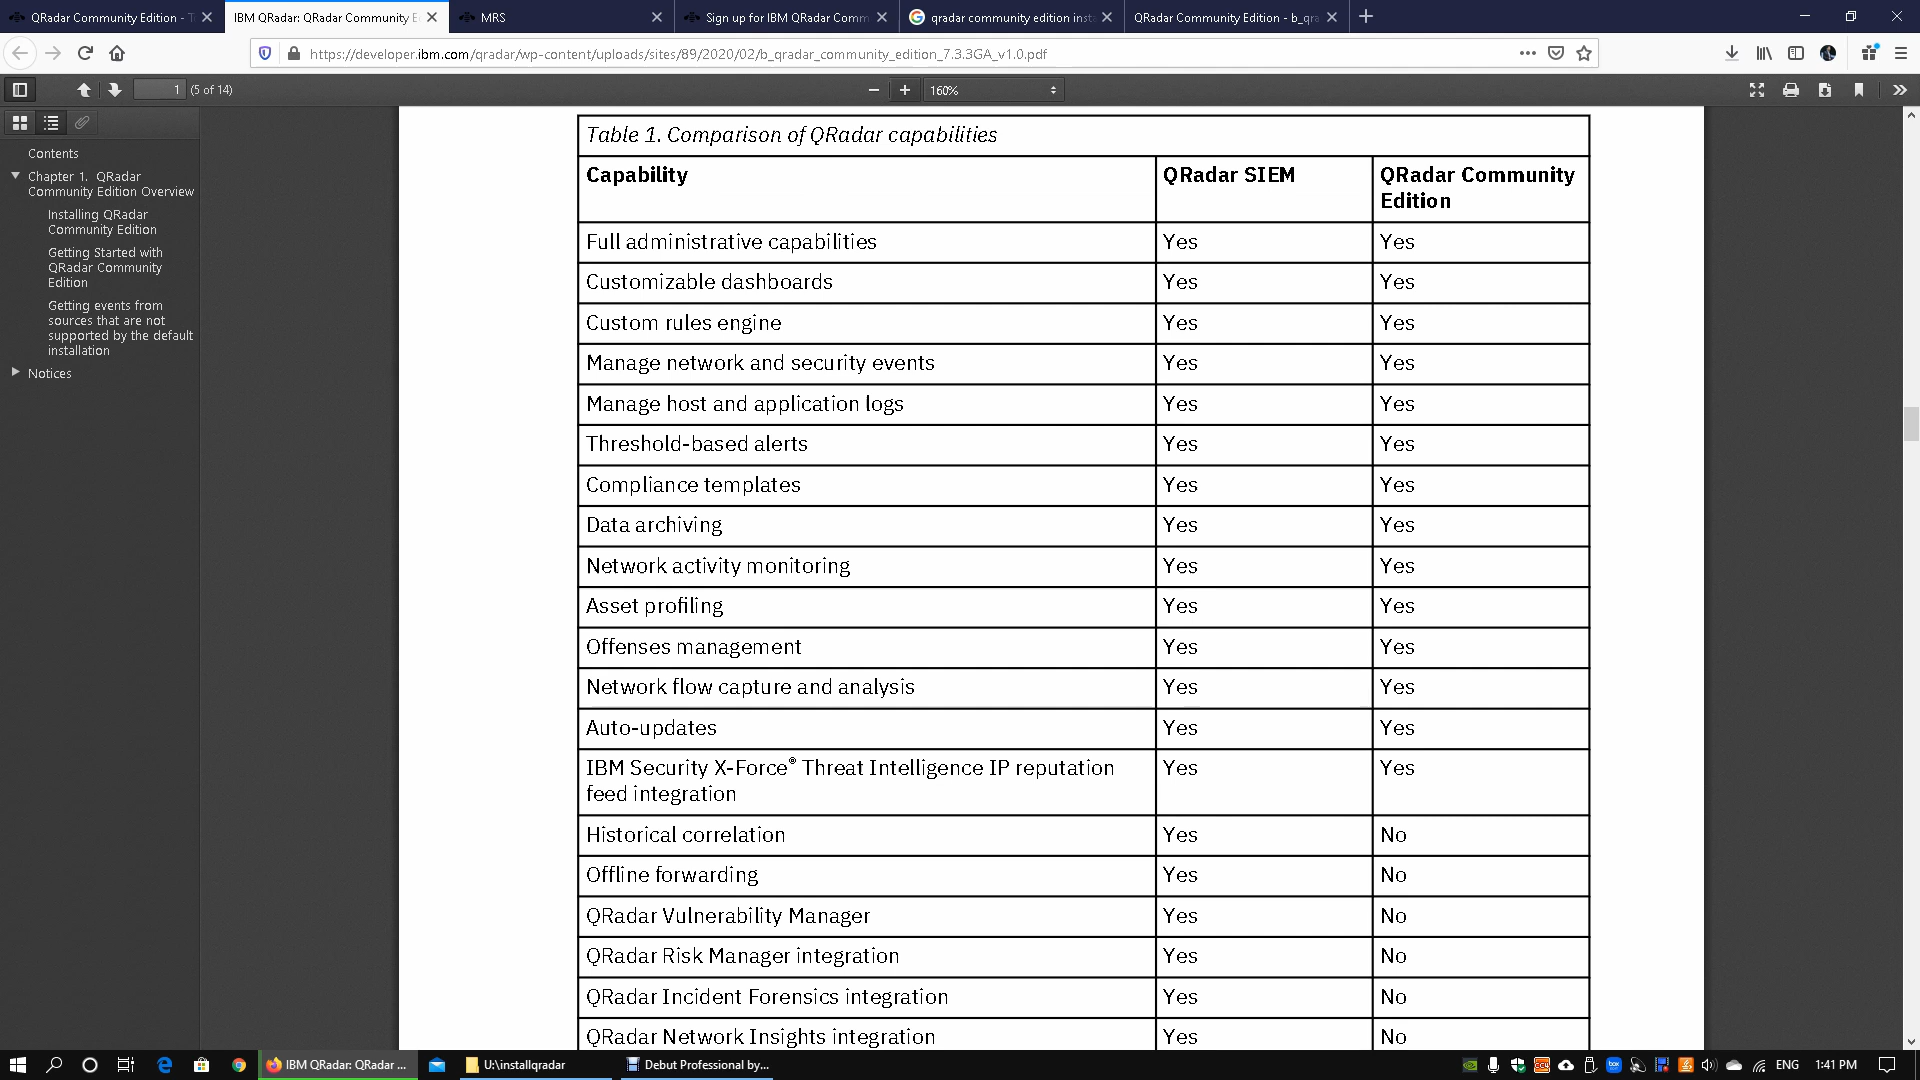 QRadar Community Edition - T
IBM QRadar: QRadar Community E
MRS
Sign up for IBM QRadar Comm
qradar community edition inst
QRadar Community Edition - b_qra
https://developer.ibm.com/qradar/wp-content/uploads/sites/89/2020/02/b_qradar_community_edition_7.3.3GA_v1.0.pdf
1 (5 of 14)
160%
Contents
Chapter 1. QRadar
Community Edition Overview
Installing QRadar
Community Edition
Getting Started with
QRadar Community
Edition
Getting events from
sources that are not
supported by the default
installation
Notices
Table 1. Comparison of QRadar capabilities
Capability QRadar SIEM QRadar Community
Edition
Full administrative capabilities Yes Yes
Customizable dashboards Yes Yes
Custom rules engine Yes Yes
Manage network and security events Yes Yes
Manage host and application logs Yes Yes
Threshold-based alerts Yes Yes
Compliance templates Yes Yes
Data archiving Yes Yes
Network activity monitoring Yes Yes
Asset profiling Yes Yes
Offenses management Yes Yes
Network flow capture and analysis Yes Yes
Auto-updates Yes Yes
IBM Security X-Force® Threat Intelligence IP reputation Yes Yes
feed integration
Historical correlation Yes No
Offline forwarding Yes No
QRadar Vulnerability Manager Yes No
QRadar Risk Manager integration Yes No
QRadar Incident Forensics integration Yes No
QRadar Network Insights integration Yes No
IBM QRadar: QRadar ...
U:\installqradar
Debut Professional by...
ENG
1:41 PM